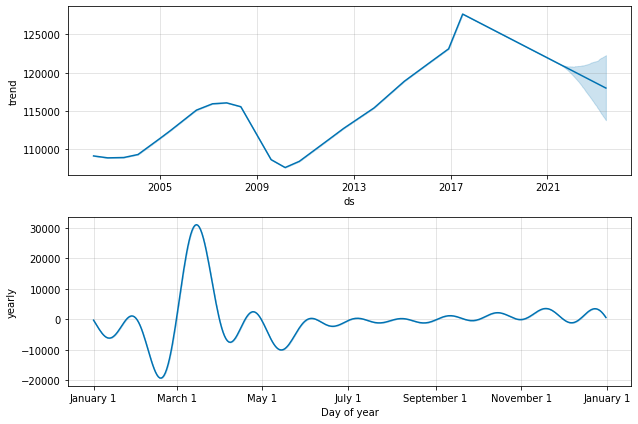 trend
125000
120000
115000
110000
2005
2009
2013
2017
2021
ds
yearly
30000
20000
10000
0
−10000
−20000
January 1
March 1
May 1
July 1
September 1
November 1
January 1
Day of year